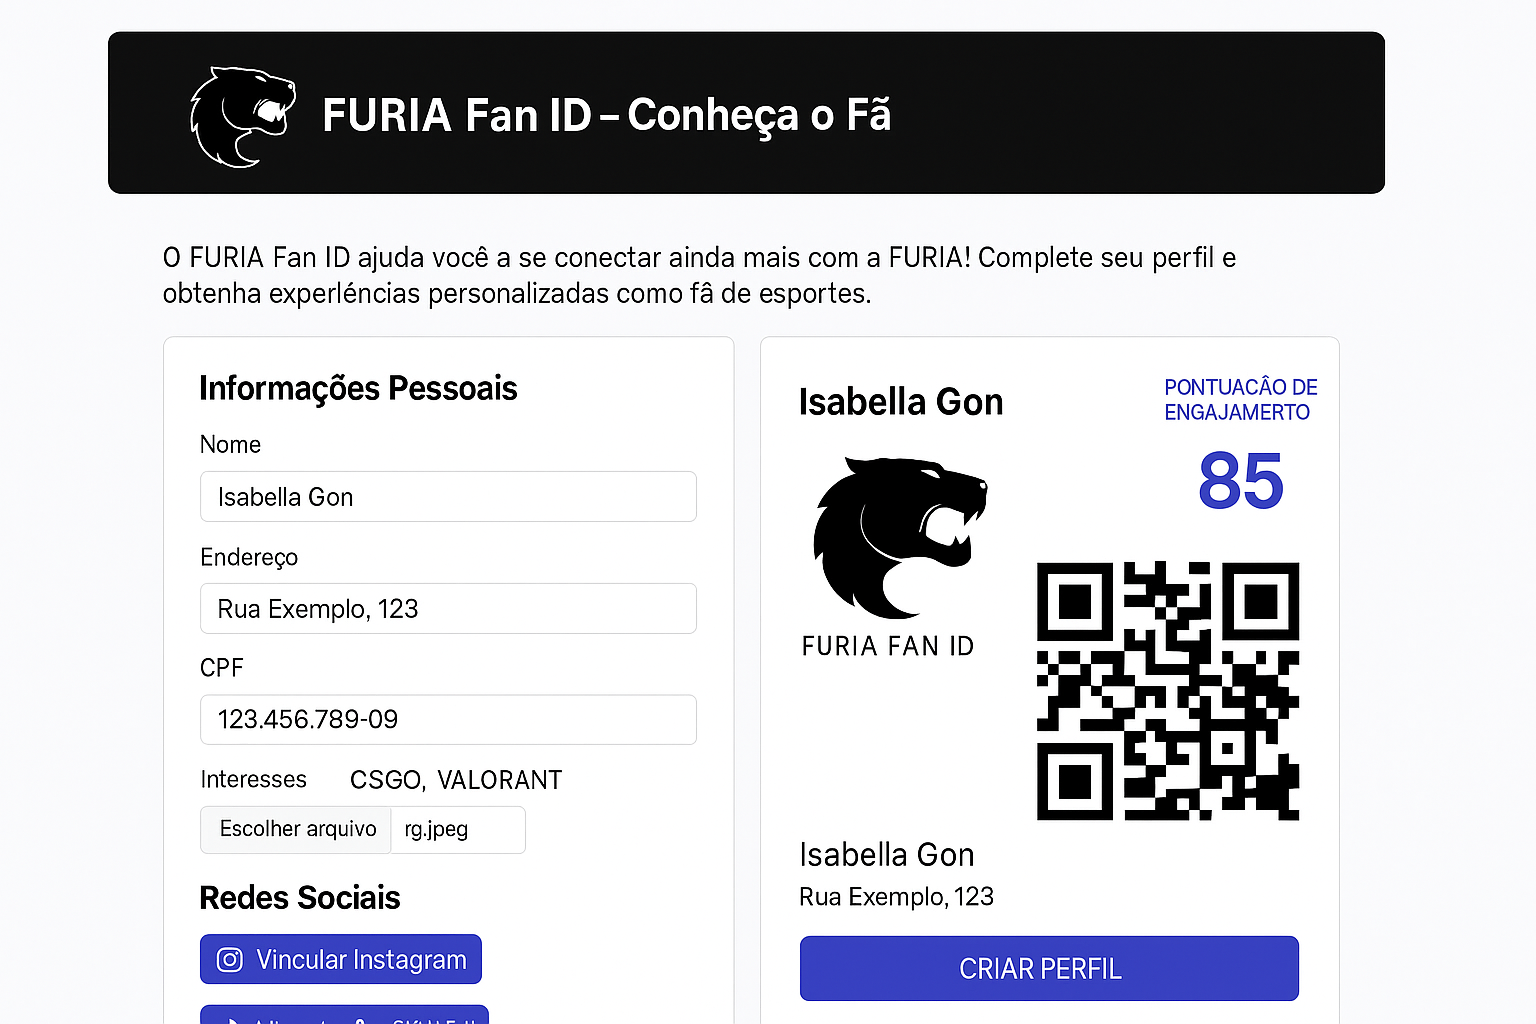 FURIA Fan ID – Conheça o Fã
O FURIA Fan ID ajuda você a se conectar ainda mais com a FURIA! Complete seu perfil e
obtenha experléncias personalizadas como fâ de esportes.
Informações Pessoais
Nome
Isabella Gon
Endereço
Rua Exemplo, 123
CPF
123.456.789-09
Interesses CSGO, VALORANT
Escolher arquivo rg.jpeg
Redes Sociais
Vincular Instagram
Isabella Gon
PONTUACÂO DE
ENGAJAMERTO
85
FURIA FAN ID
Isabella Gon
Rua Exemplo, 123
CRIAR PERFIL